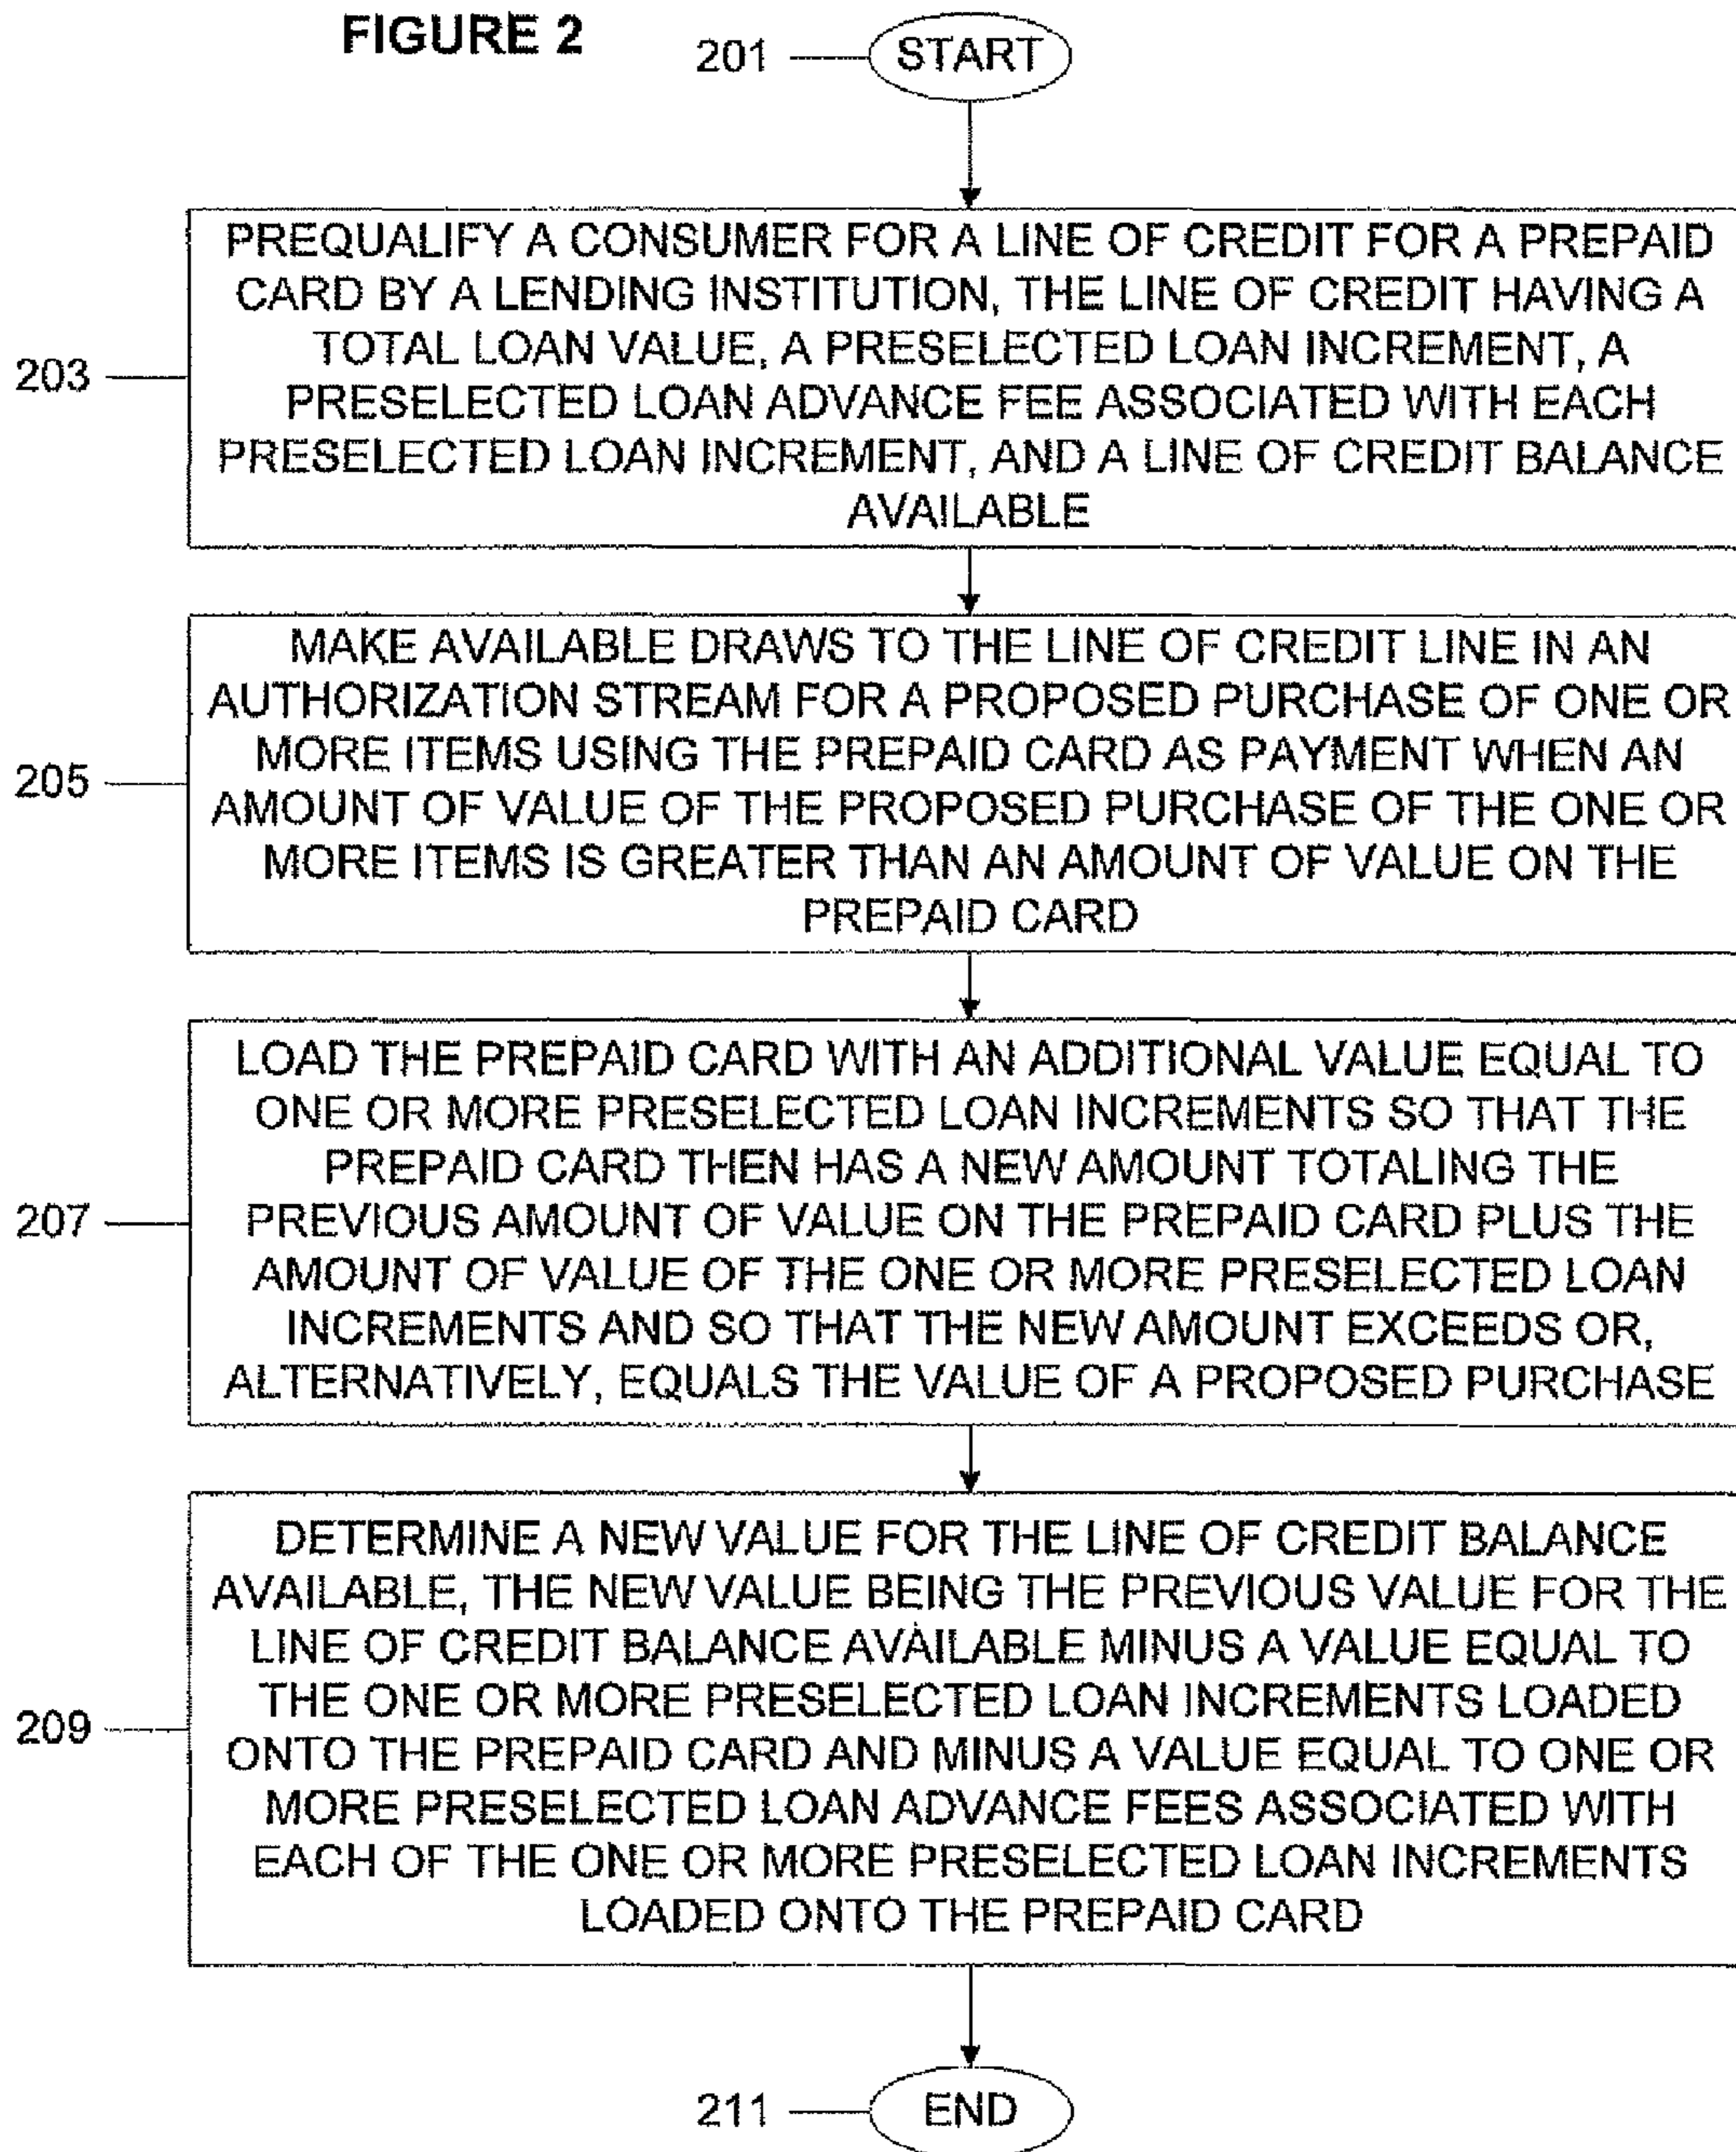 FIGURE 2
201
START
203
PREQUALIFY A CONSUMER FOR A LINE OF CREDIT FOR A PREPAID
CARD BY A LENDING INSTITUTION, THE LINE OF CREDIT HAVING A
TOTAL LOAN VALUE, A PRESELECTED LOAN INCREMENT, A
PRESELECTED LOAN ADVANCE FEE ASSOCIATED WITH EACH
PRESELECTED LOAN INCREMENT, AND A LINE OF CREDIT BALANCE
AVAILABLE
205
MAKE AVAILABLE DRAWS TO THE LINE OF CREDIT LINE IN AN
AUTHORIZATION STREAM FOR A PROPOSED PURCHASE OF ONE OR
MORE ITEMS USING THE PREPAID CARD AS PAYMENT WHEN AN
AMOUNT OF VALUE OF THE PROPOSED PURCHASE OF THE ONE OR
MORE ITEMS IS GREATER THAN AN AMOUNT OF VALUE ON THE
PREPAID CARD
207
LOAD THE PREPAID CARD WITH AN ADDITIONAL VALUE EQUAL TO
ONE OR MORE PRESELECTED LOAN INCREMENTS SO THAT THE
PREPAID CARD THEN HAS A NEW AMOUNT TOTALING THE
PREVIOUS AMOUNT OF VALUE ON THE PREPAID CARD PLUS THE
AMOUNT OF VALUE OF THE ONE OR MORE PRESELECTED LOAN
INCREMENTS AND SO THAT THE NEW AMOUNT EXCEEDS OR,
ALTERNATIVELY, EQUALS THE VALUE OF A PROPOSED PURCHASE
209
DETERMINE A NEW VALUE FOR THE LINE OF CREDIT BALANCE
AVAILABLE, THE NEW VALUE BEING THE PREVIOUS VALUE FOR THE
LINE OF CREDIT BALANCE AVAILABLE MINUS A VALUE EQUAL TO
THE ONE OR MORE PRESELECTED LOAN INCREMENTS LOADED
ONTO THE PREPAID CARD AND MINUS A VALUE EQUAL TO ONE OR
MORE PRESELECTED LOAN ADVANCE FEES ASSOCIATED WITH
EACH OF THE ONE OR MORE PRESELECTED LOAN INCREMENTS
LOADED ONTO THE PREPAID CARD
211
END